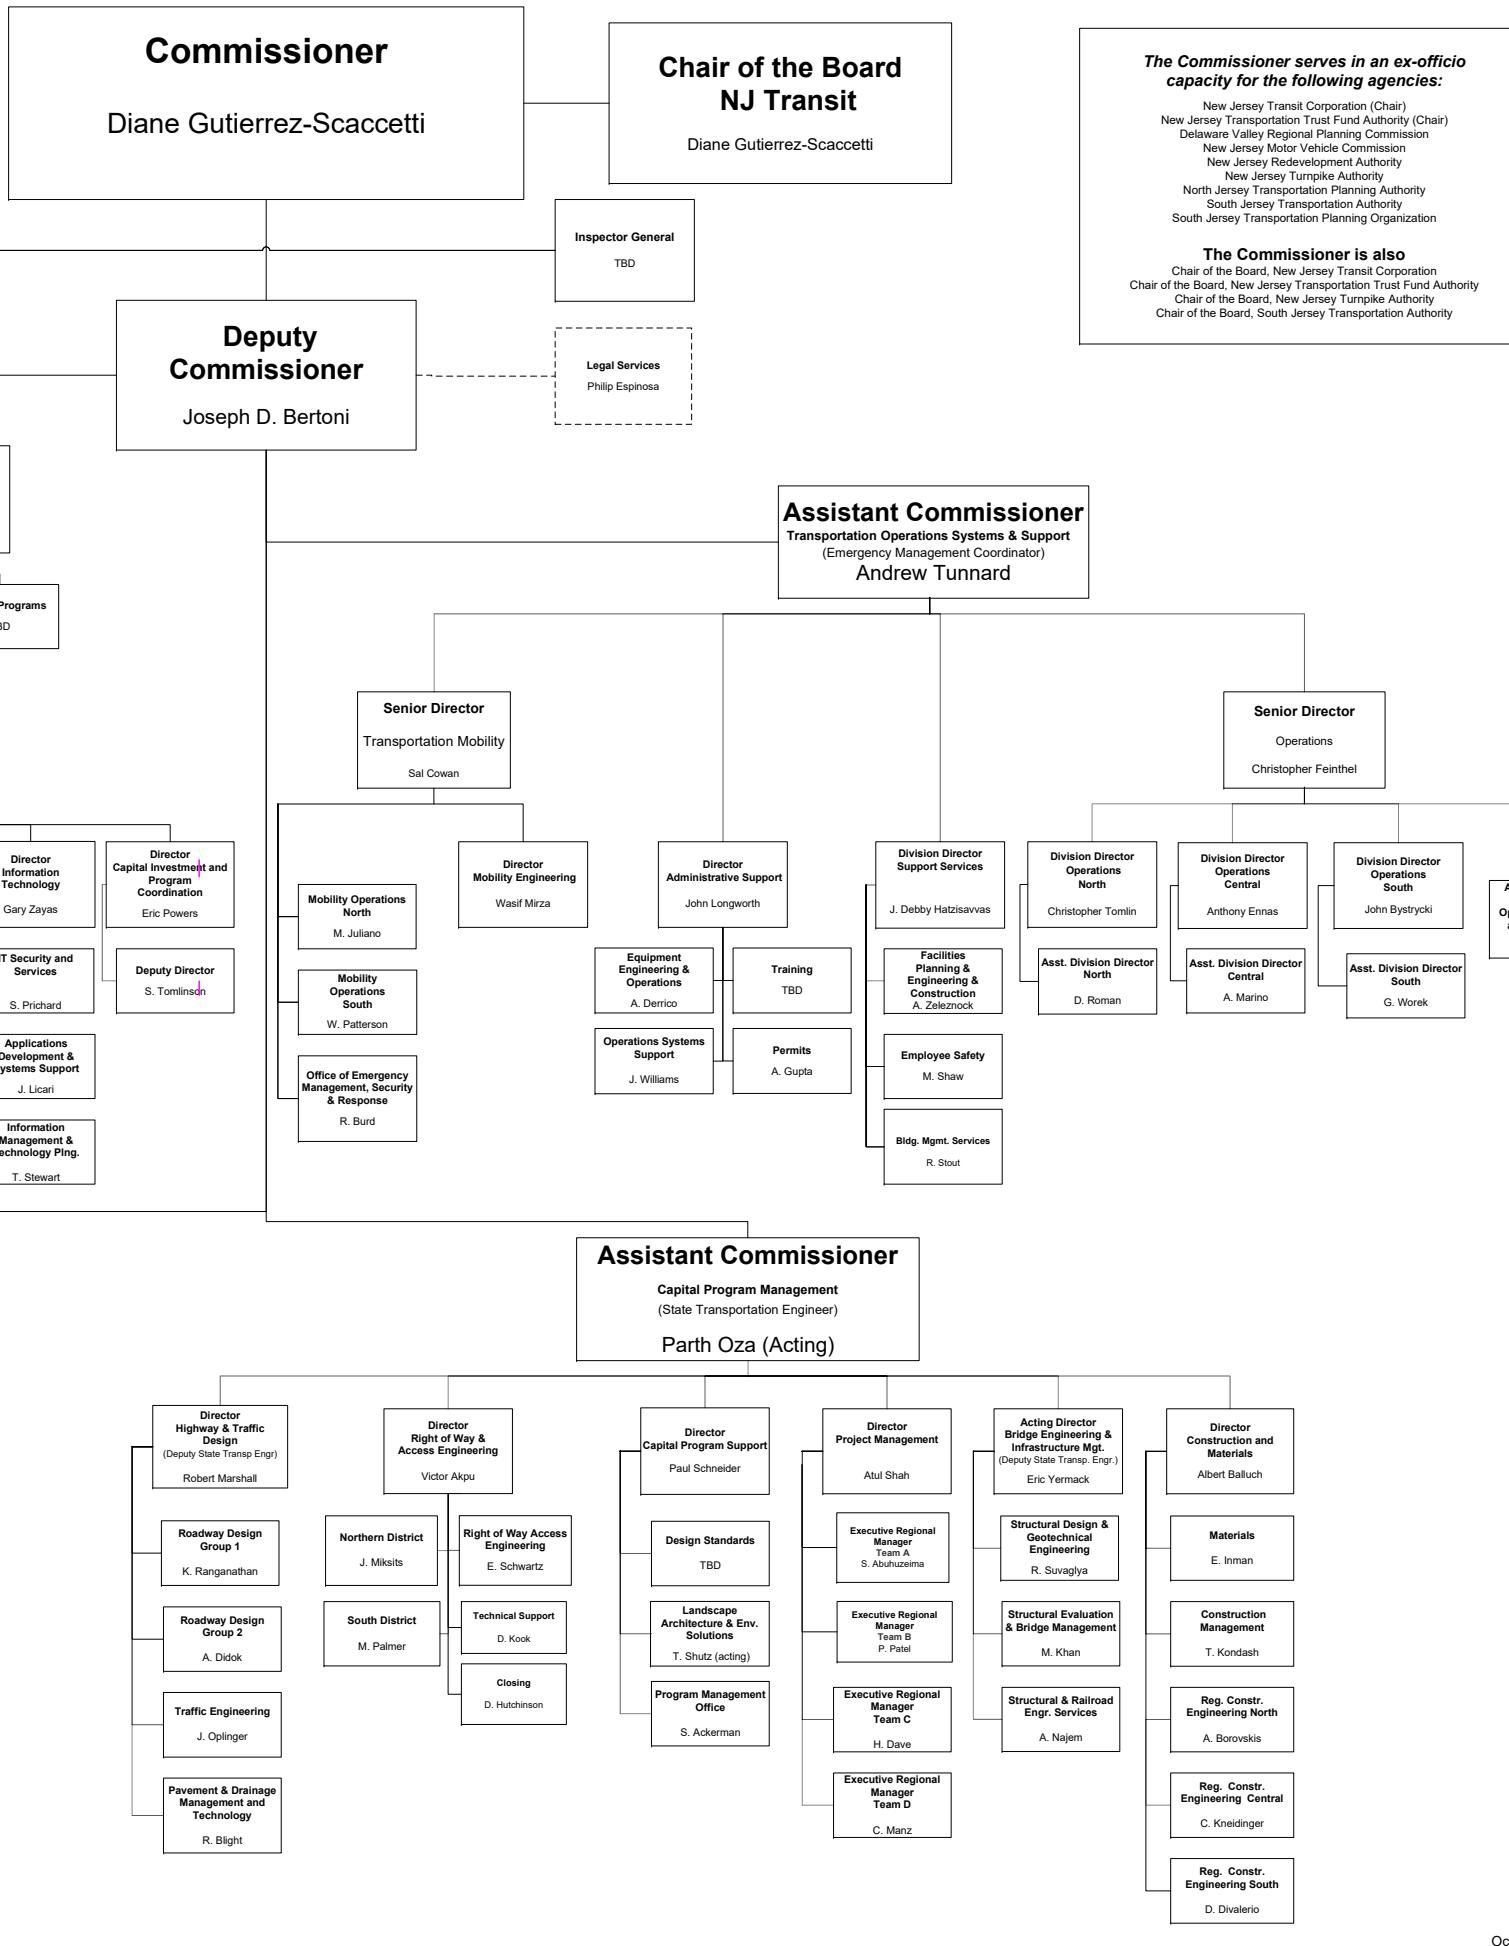 Commissioner
Diane Gutierrez-Scaccetti
Chair of the Board
NJ Transit
Diane Gutierrez-Scaccetti
The Commissioner serves in an ex-officio
capacity for the following agencies:
New Jersey Transit Corporation (Chair)
New Jersey Transportation Trust Fund Authority (Chair)
Delaware Valley Regional Planning Commission
New Jersey Motor Vehicle Commission
New Jersey Redevelopment Authority
New Jersey Turnpike Authority
North Jersey Transportation Planning Authority
South Jersey Transportation Authority
South Jersey Transportation Planning Organization
The Commissioner is also
Chair of the Board, New Jersey Transit Corporation
Chair of the Board, New Jersey Transportation Trust Fund Authority
Chair of the Board, New Jersey Turnpike Authority
Chair of the Board, South Jersey Transportation Authority
Inspector General
TBD
Deputy
Commissioner
Joseph D. Bertoni
Legal Services
Philip Espinosa
Assistant Commissioner
Transportation Operations Systems & Support
(Emergency Management Coordinator)
Andrew Tunnard
Programs
Senior Director
Transportation Mobility
Sal Cowan
Senior Director
Operations
Christopher Feinthel
Director
Information
Technology
Gary Zayas
Director
Capital Investment and
Program
Coordination
Eric Powers
Security and
Services
S. Prichard
Deputy Director
S. Tomlinson
Applications
Development &
Systems Support
J. Licari
Information
Management &
Technology Plng.
T. Stewart
Mobility Operations
North
M. Juliano
Mobility
Operations
South
W. Patterson
Office of Emergency
Management, Security
& Response
R. Burd
Director
Mobility Engineering
Wasif Mirza
Director
Administrative Support
John Longworth
Equipment
Engineering &
Operations
A. Derrico
Training
TBD
Operations Systems
Support
J. Williams
Permits
A. Gupta
Division Director
Support Services
J. Debby Hatzisavvas
Facilities
Planning &
Engineering &
Construction
A. Zeleznock
Employee Safety
M. Shaw
Bldg. Mgmt. Services
R. Stout
Division Director
Operations
North
Christopher Tomlin
Asst. Division Director
North
D. Roman
Division Director
Operations
Central
Anthony Ennas
Asst. Division Director
Central
A. Marino
Division Director
Operations
South
John Bystrycki
Asst. Division Director
South
G. Worek
Assistant Commissioner
Capital Program Management
(State Transportation Engineer)
Parth Oza (Acting)
Director
Highway & Traffic
Design
(Deputy State Transp Engr)
Robert Marshall
Roadway Design
Group 1
K. Ranganathan
Roadway Design
Group 2
A. Didok
Traffic Engineering
J. Oplinger
Pavement & Drainage
Management and
Technology
R. Blight
Director
Right of Way &
Access Engineering
Victor Akpu
Northern District
J. Miksits
Right of Way Access
Engineering
E. Schwartz
South District
M. Palmer
Technical Support
D. Kook
Closing
D. Hutchinson
Director
Capital Program Support
Paul Schneider
Design Standards
TBD
Landscape
Architecture & Env.
Solutions
T. Shutz (acting)
Program Management
Office
S. Ackerman
Director
Project Management
Atul Shah
Executive Regional
Manager
Team A
S. Abuhuzeima
Executive Regional
Manager
Team B
P. Patel
Executive Regional
Manager
Team C
H. Dave
Executive Regional
Manager
Team D
C. Manz
Acting Director
Bridge Engineering &
Infrastructure Mgt.
(Deputy State Transp. Engr.)
Eric Yermack
Structural Design &
Geotechnical
Engineering
R. Suvaglya
Structural Evaluation
& Bridge Management
M. Khan
Structural & Railroad
Engr. Services
A. Najem
Director
Construction and
Materials
Albert Balluch
Materials
E. Inman
Construction
Management
T. Kondash
Reg. Constr.
Engineering North
A. Borovskis
Reg. Constr.
Engineering Central
C. Kneidinger
Reg. Constr.
Engineering South
D. Divalerio